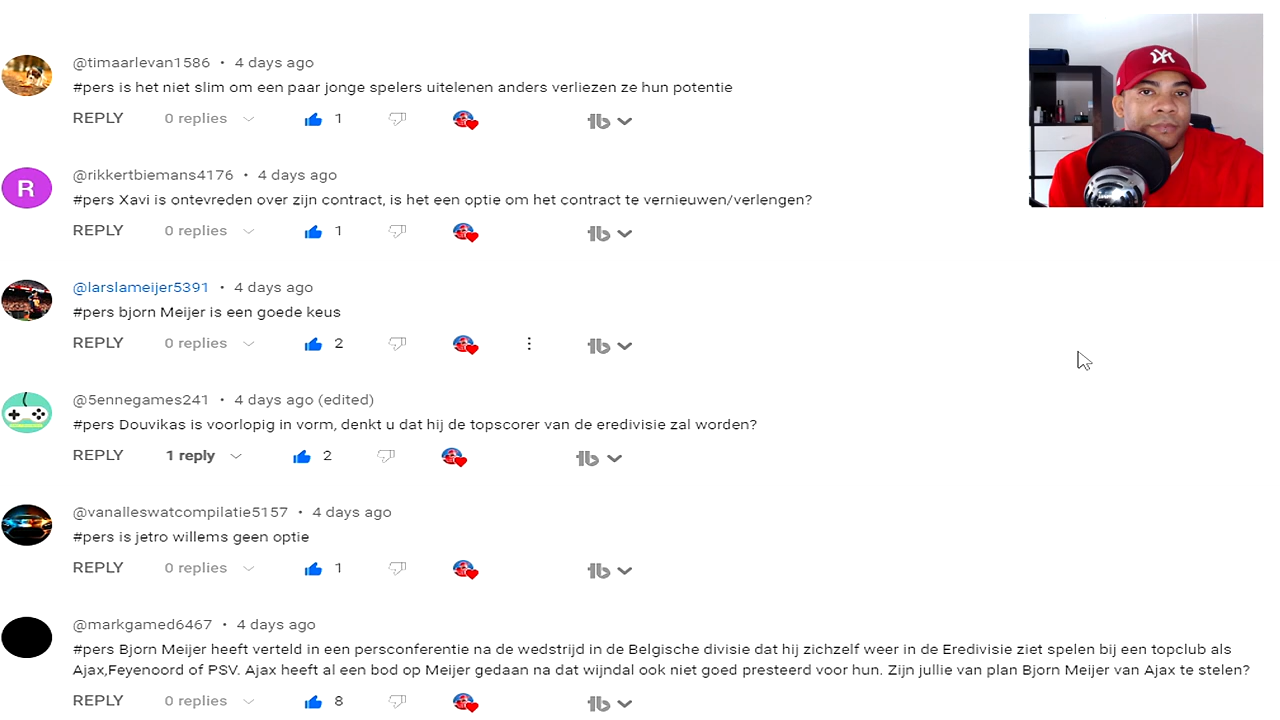 @timaarlevan1586 • 4 days ago
#pers is het niet slim om een paar jonge spelers uitelenen anders verliezen ze hun potentie
REPLY 0 replies 1
@rikkertbiemans4176 • 4 days ago
R
#pers Xavi is ontevreden over zijn contract, is het een optie om het contract te vernieuwen/verlengen?
REPLY 0 replies 1
@larslameijer5391 • 4 days ago
#pers bjorn Meijer is een goede keus
REPLY 0 replies 2
@5ennegames241 • 4 days ago (edited)
#pers Douvikas is voorlopig in vorm, denkt u dat hij de topscorer van de eredivisie zal worden?
REPLY 1 reply 2
@vanalleswatcompilatie5157 • 4 days ago
#pers is jetro willems geen optie
REPLY 0 replies 1
@markgamed6467 • 4 days ago
#pers Bjorn Meijer heeft verteld in een persconferentie na de wedstrijd in de Belgische divisie dat hij zichzelf weer in de Eredivisie ziet spelen bij een topclub als
Ajax,Feyenoord of PSV. Ajax heeft al een bod op Meijer gedaan na dat wijndal ook niet goed presteerd voor hun. Zijn jullie van plan Bjorn Meijer van Ajax te stelen?
REPLY 0 replies 8